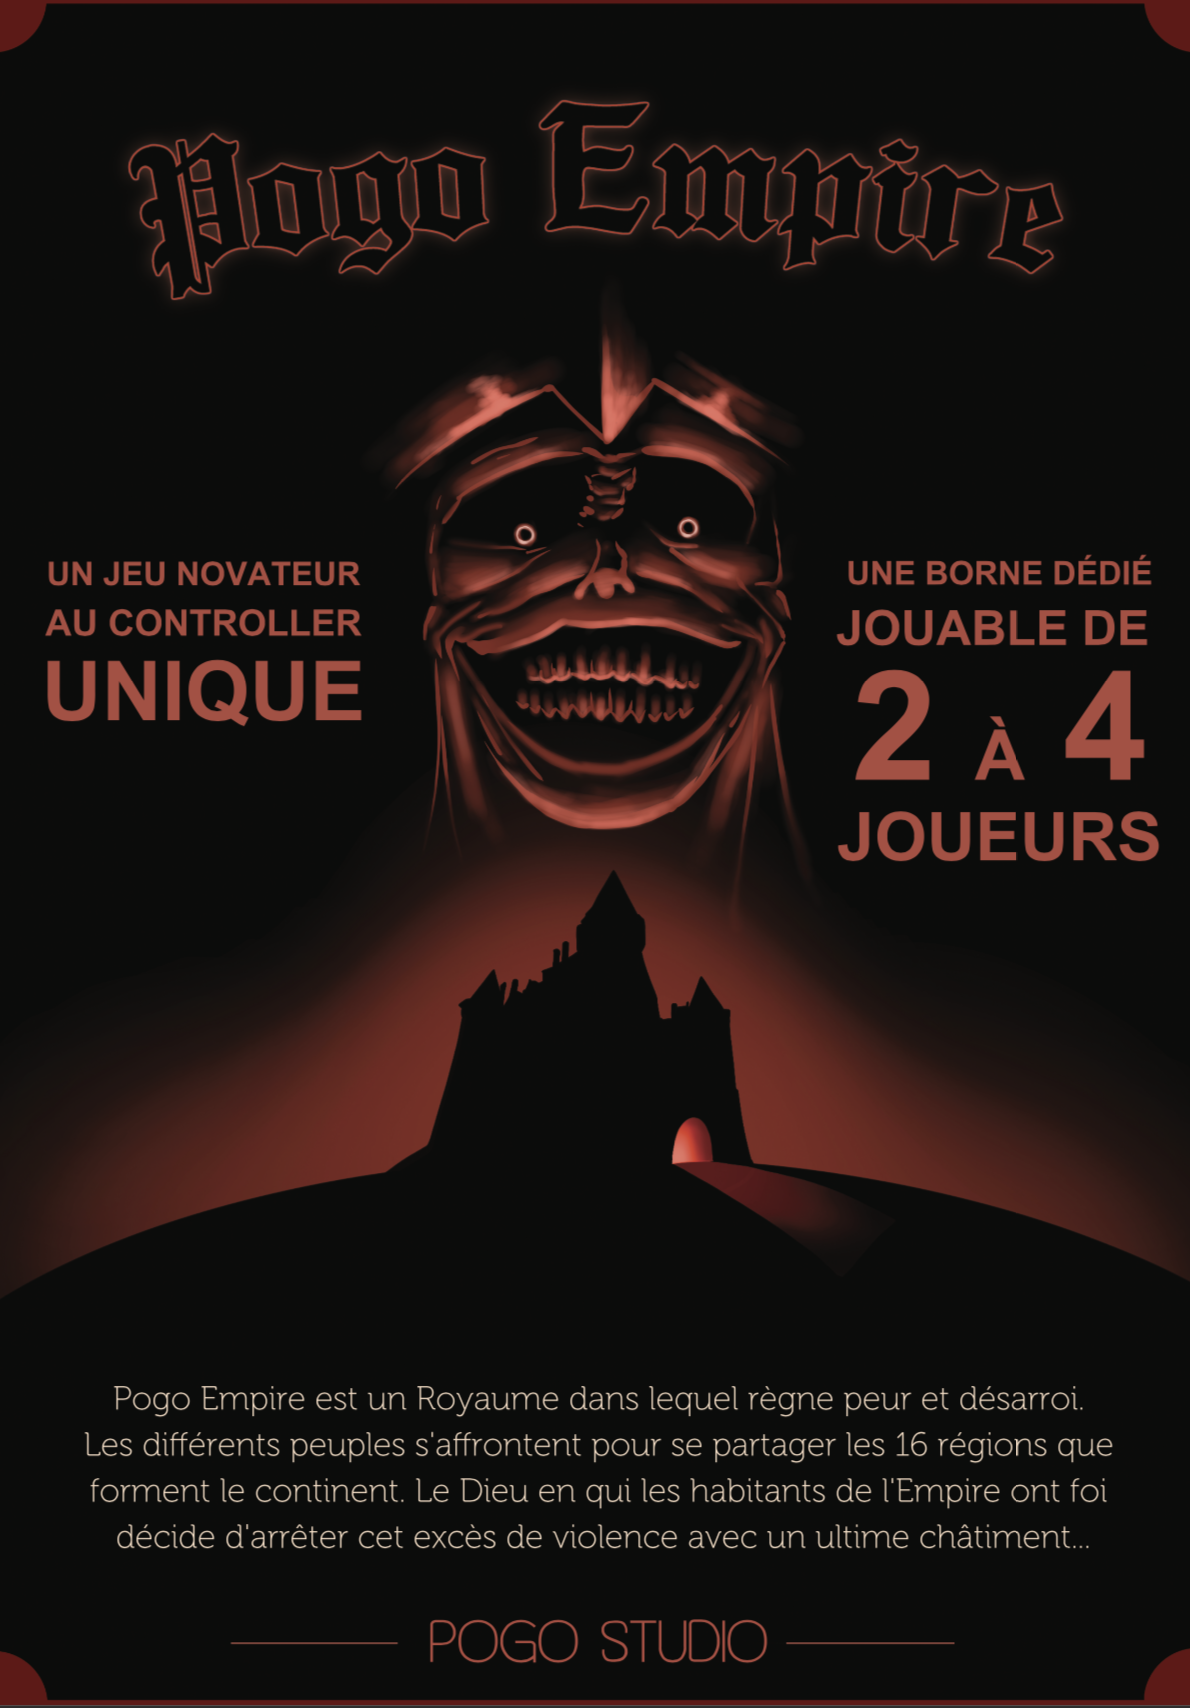 Pogo Empire
UN JEU NOVATEUR
AU CONTROLLER
UNIQUE
UNE BORNE DÉDIÉ
JOUABLE DE
2 À 4
JOUEURS
Pogo Empire est un Royaume dans lequel règne peur et désarroi.
Les différents peuples s'affrontent pour se partager les 16 régions que
forment le continent. Le Dieu en qui les habitants de l'Empire ont foi
décide d'arrêter cet excès de violence avec un ultime châtiment...
POGO STUDIO